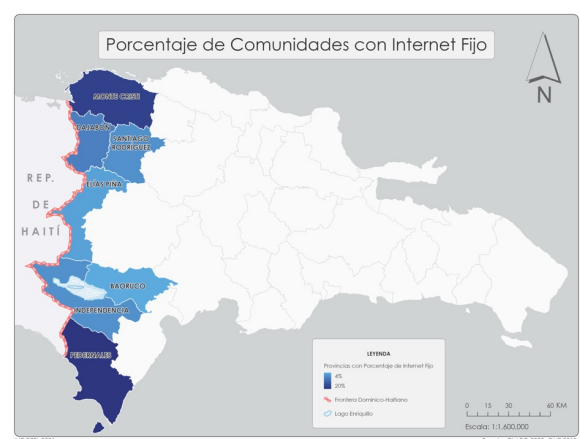 Porcentaje de Comunidades con Internet Fijo
N
MONTE CRISTI
DAJABÓN
SANTIAGO
RODRÍGUEZ
ELÍAS PIÑA
REP.
DE
HAITÍ
BAORUCO
INDEPENDENCIA
PEDERNALES
LEYENDA
Provincias con Porcentaje de Internet Fijo
4%
20%
Frontera Domínico-Haitiano
Lago Enriquillo
0 15 30 60 KM
Escala: 1:1,600,000